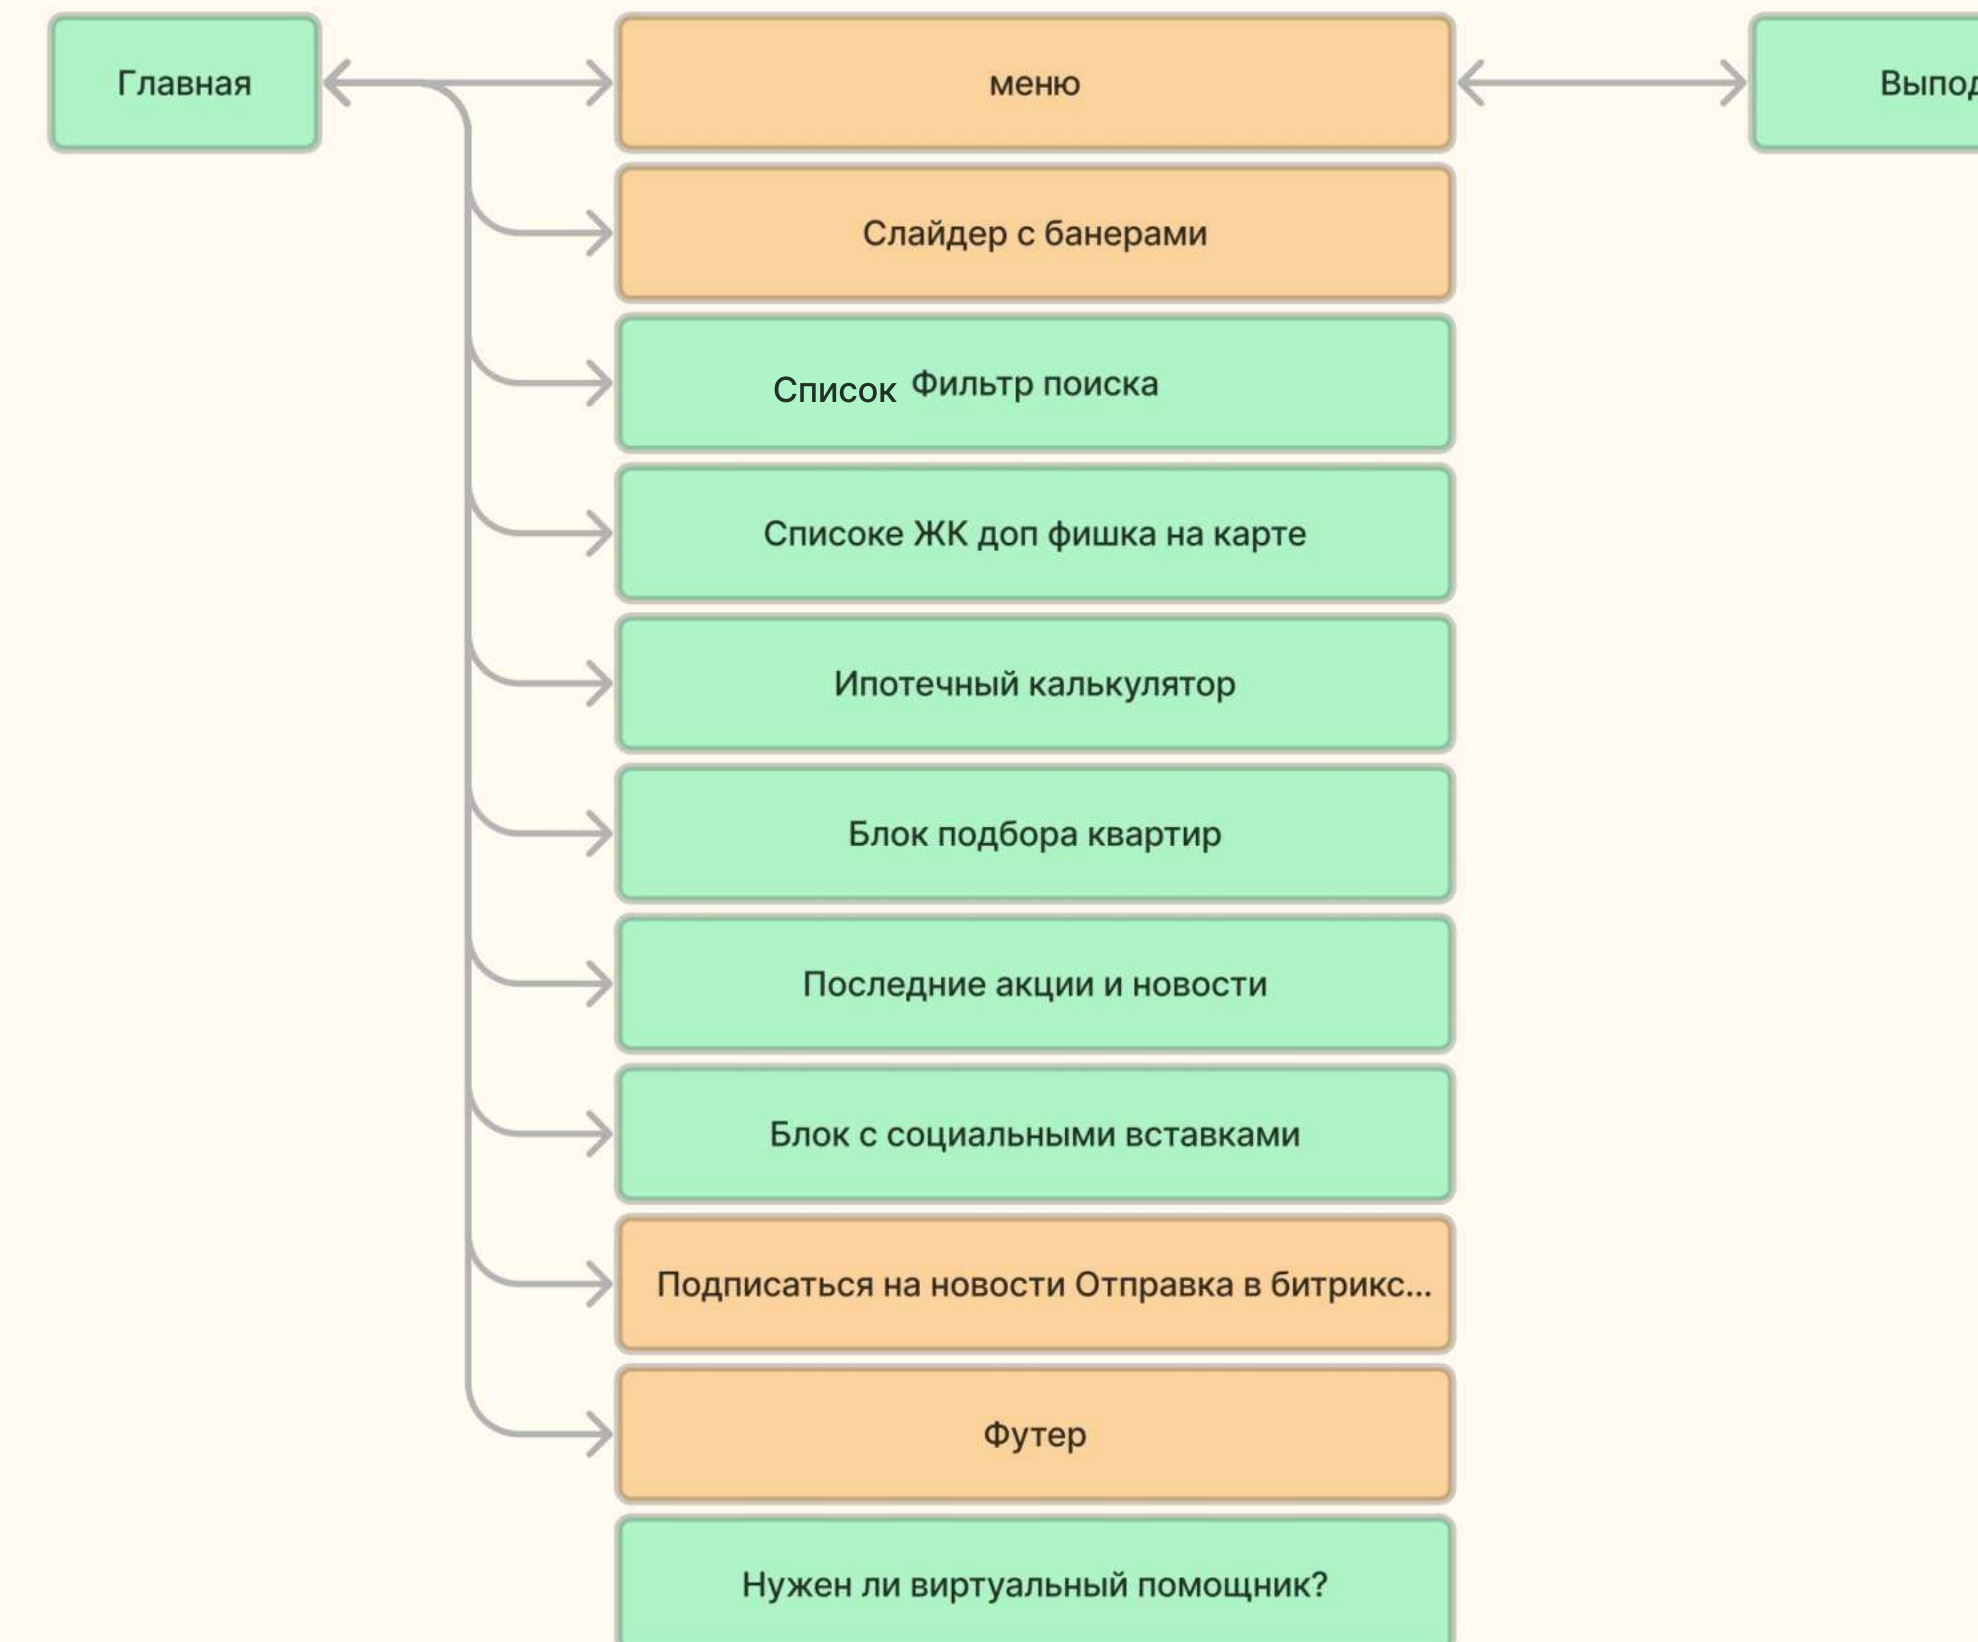 Главная
меню
Выпод
Слайдер с банерами
Список Фильтр поиска
Списоке ЖК доп фишка на карте
Ипотечный калькулятор
Блок подбора квартир
Последние акции и новости
Блок с социальными вставками
Подписаться на новости Отправка в битрикс...
Футер
Нужен ли виртуальный помощник?